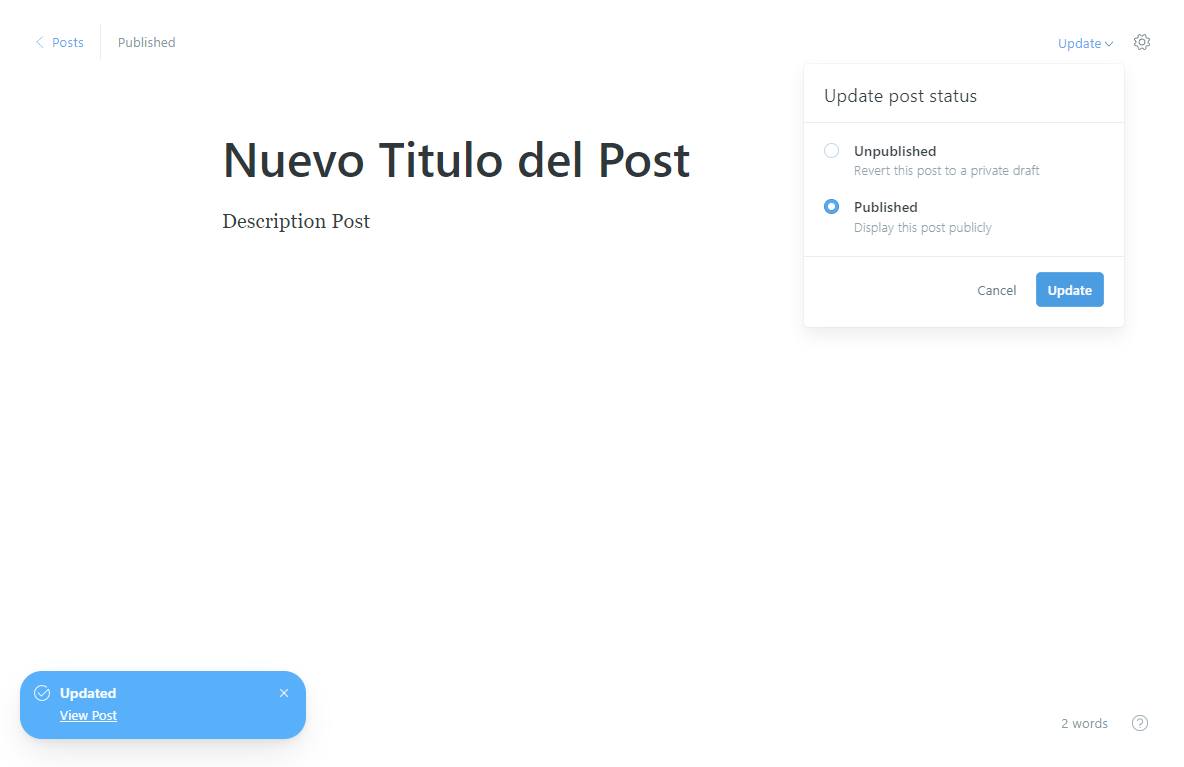 Posts
Published
Update
Update post status
Nuevo Titulo del Post
Unpublished
Revert this post to a private draft
Published
Display this post publicly
Description Post
Cancel
Update
Updated
View Post
2 words